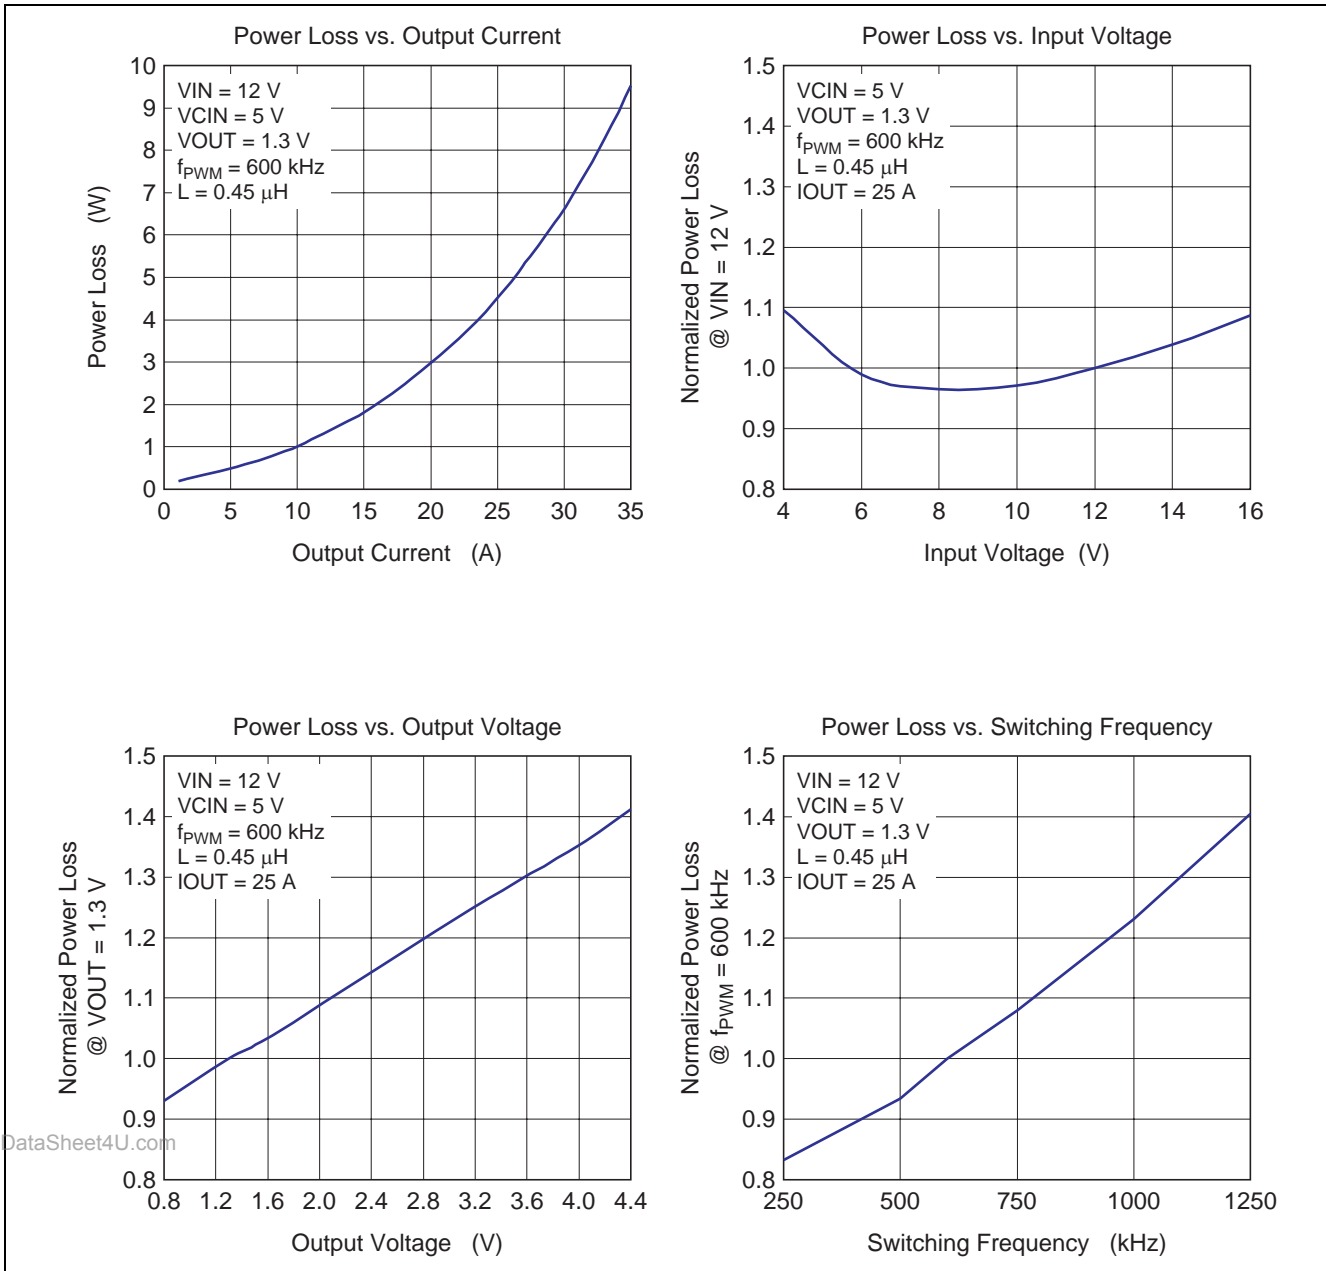 Power Loss vs. Output Current
10
9
8
7
6
5
4
3
2
1
0
VIN = 12 V
VCIN = 5 V
VOUT = 1.3 V
fPWM = 600 kHz
L = 0.45 μH
Power Loss (W)
0 5 10 15 20 25 30 35
Output Current (A)
Power Loss vs. Input Voltage
1.5
1.4
1.3
1.2
1.1
1.0
0.9
0.8
VCIN = 5 V
VOUT = 1.3 V
fPWM = 600 kHz
L = 0.45 μH
IOUT = 25 A
Normalized Power Loss
@ VIN = 12 V
4 6 8 10 12 14 16
Input Voltage (V)
Power Loss vs. Output Voltage
1.5
1.4
1.3
1.2
1.1
1.0
0.9
0.8
VIN = 12 V
VCIN = 5 V
fPWM = 600 kHz
L = 0.45 μH
IOUT = 25 A
Normalized Power Loss
@ VOUT = 1.3 V
0.8 1.2 1.6 2.0 2.4 2.8 3.2 3.6 4.0 4.4
Output Voltage (V)
Power Loss vs. Switching Frequency
1.5
1.4
1.3
1.2
1.1
1.0
0.9
0.8
VIN = 12 V
VCIN = 5 V
VOUT = 1.3 V
L = 0.45 μH
IOUT = 25 A
Normalized Power Loss
@ fPWM = 600 kHz
250 500 750 1000 1250
Switching Frequency (kHz)
DataSheet4U.com